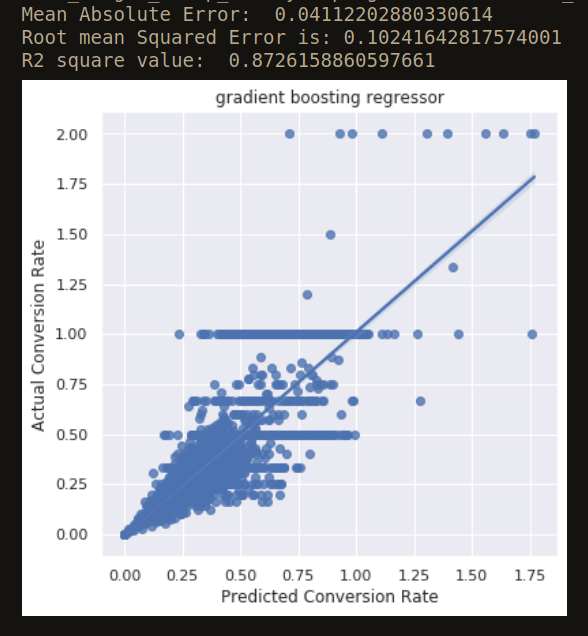 Mean Absolute Error:  0.04112202880330614
Root mean Squared Error is: 0.10241642817574001
R2 square value:  0.8726158860597661
gradient boosting regressor
2.00
1.75
1.50
1.25
1.00
0.75
0.50
0.25
0.00
Actual Conversion Rate
0.00 0.25 0.50 0.75 1.00 1.25 1.50 1.75
Predicted Conversion Rate